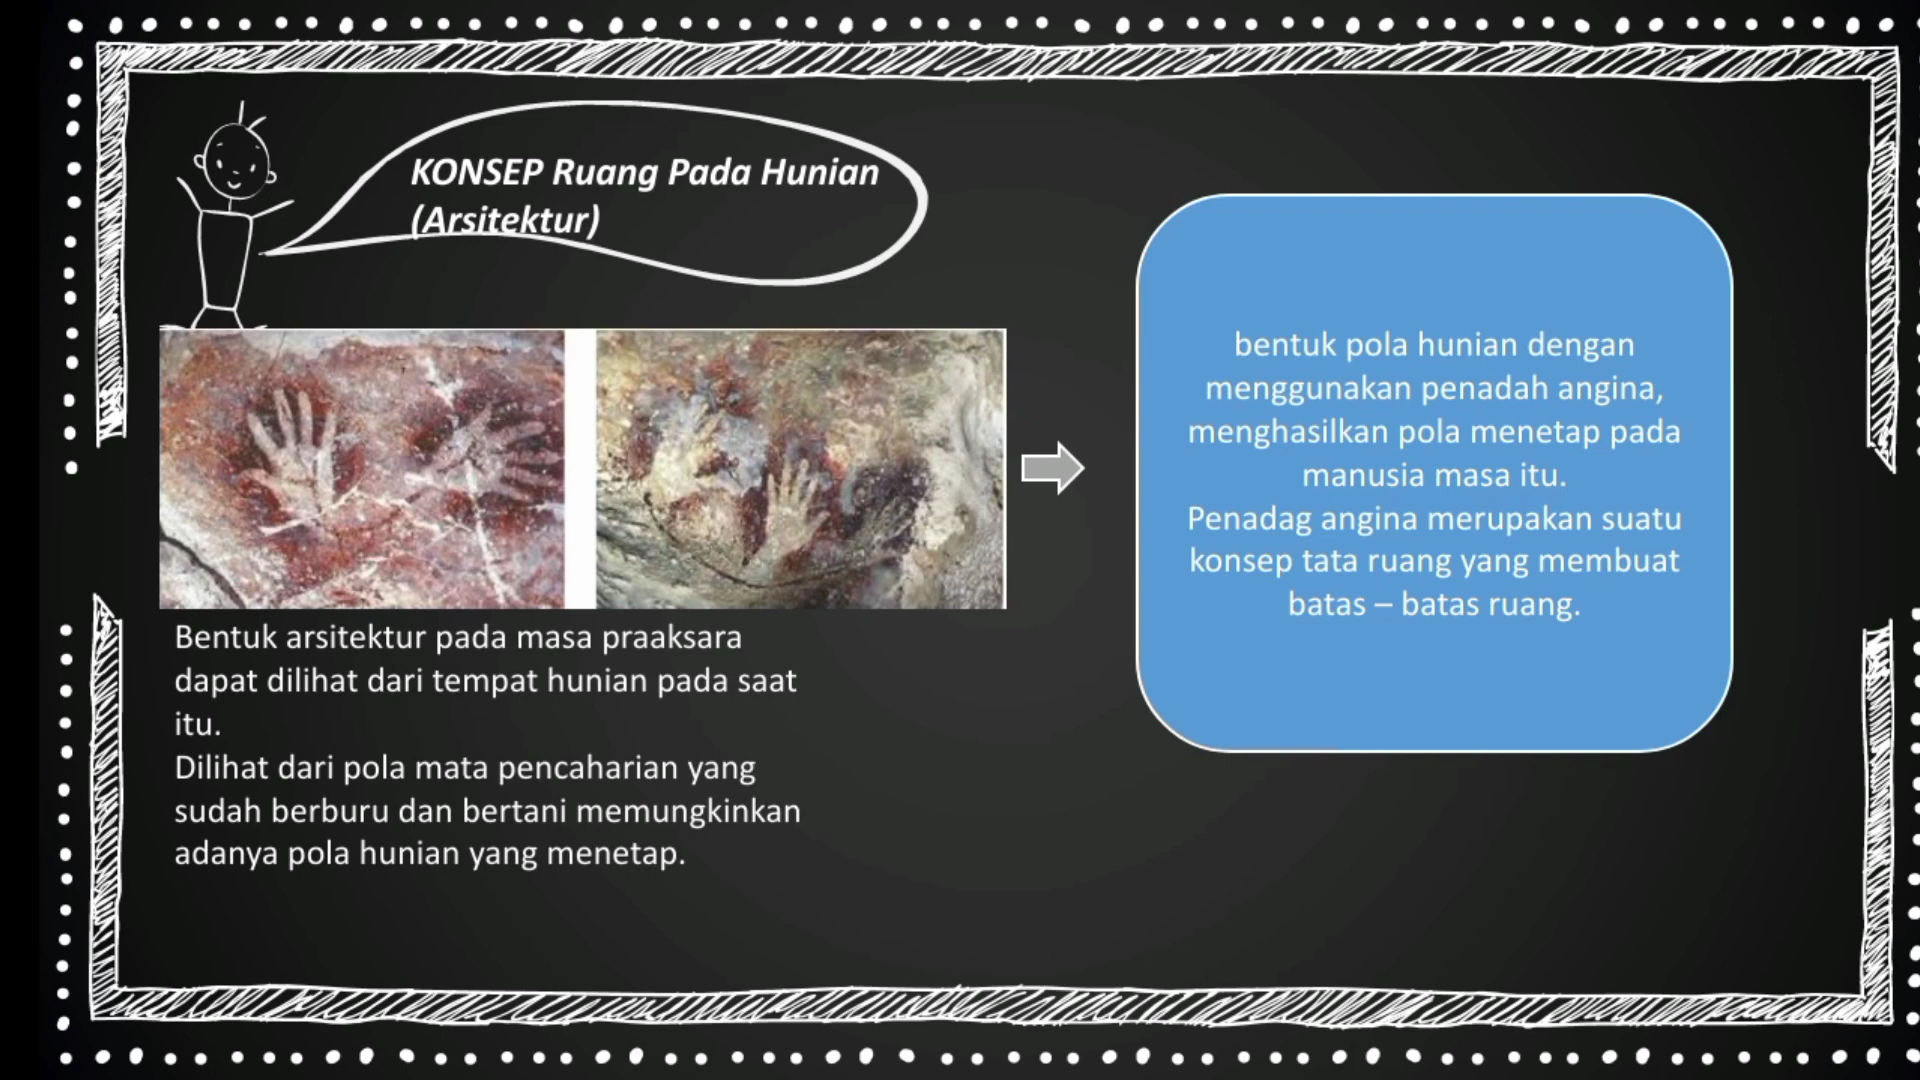 KONSEP Ruang Pada Hunian
(Arsitektur)
Bentuk arsitektur pada masa praaksara
dapat dilihat dari tempat hunian pada saat
itu.
Dilihat dari pola mata pencaharian yang
sudah berburu dan bertani memungkinkan
adanya pola hunian yang menetap.
bentuk pola hunian dengan
menggunakan penadah angina,
menghasilkan pola menetap pada
manusia masa itu.
Penadag angina merupakan suatu
konsep tata ruang yang membuat
batas – batas ruang.